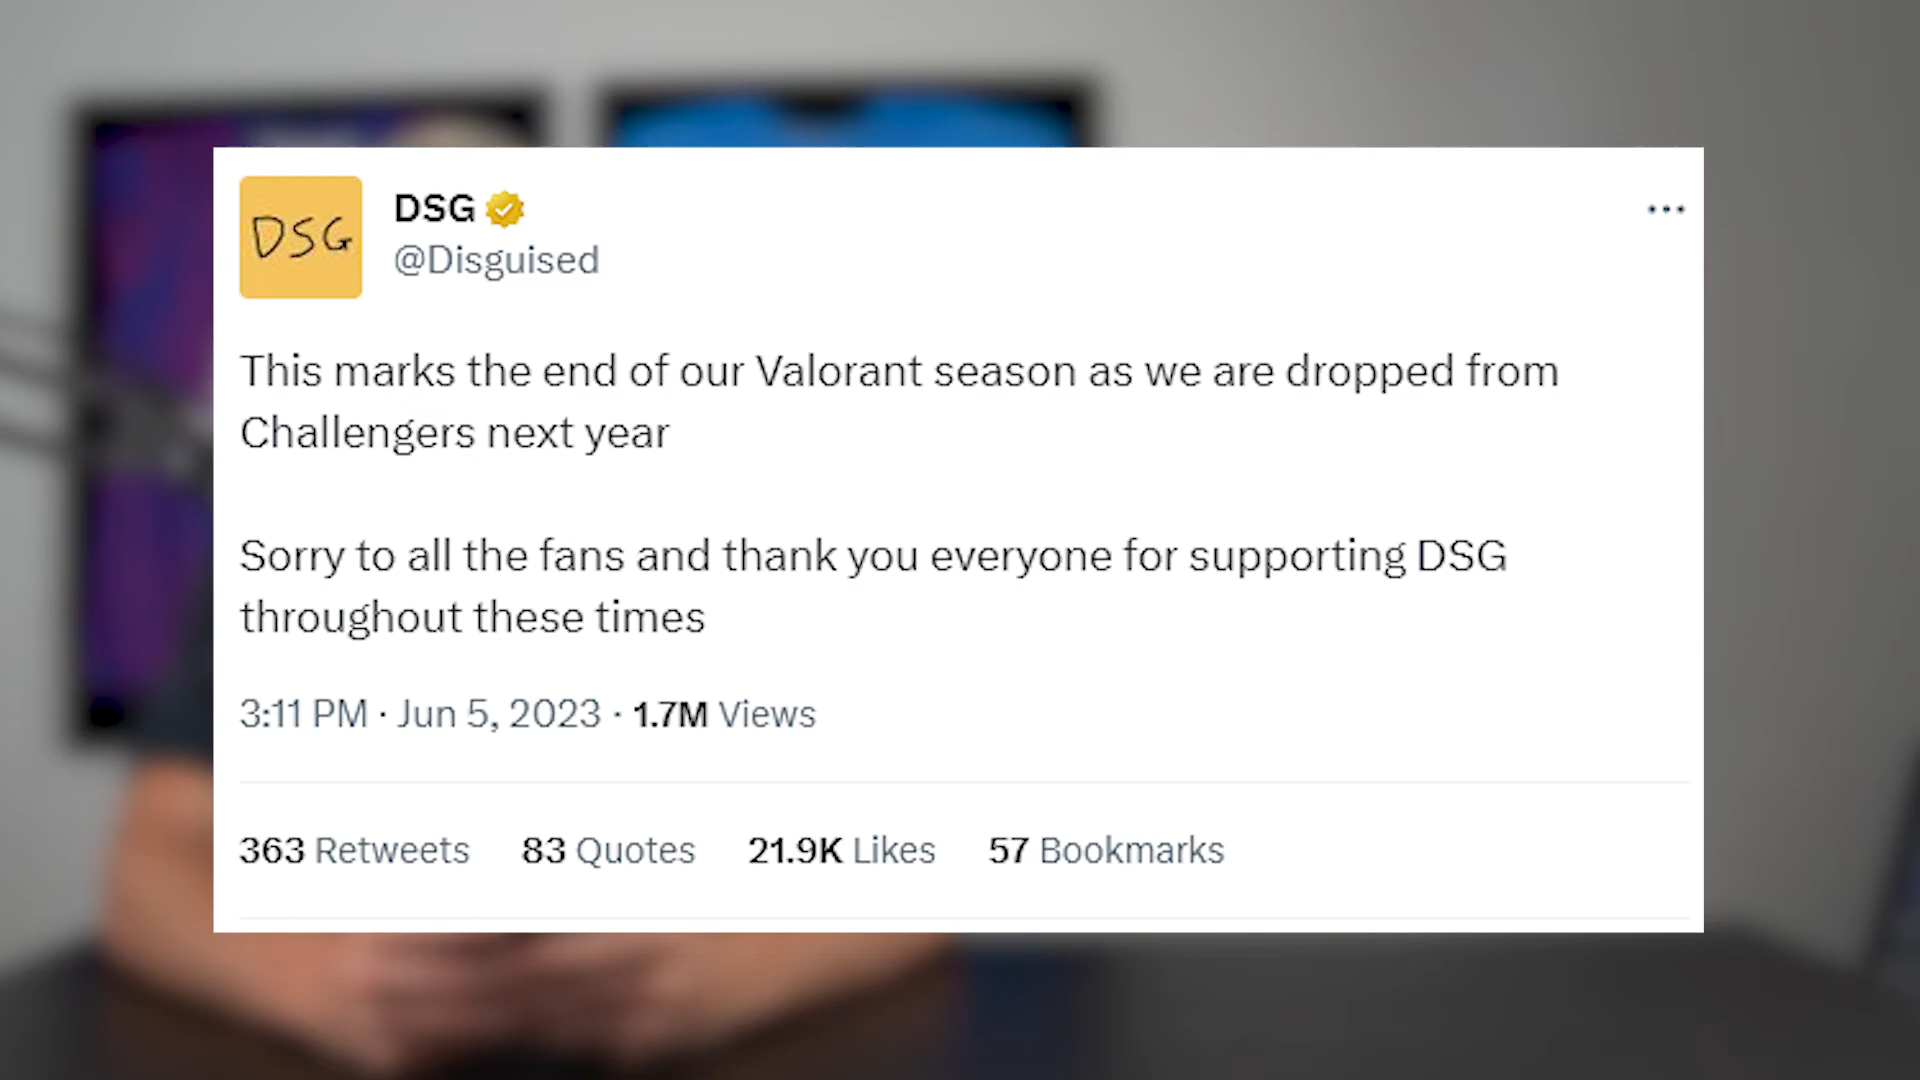 DSG
DSG
@Disguised
This marks the end of our Valorant season as we are dropped from
Challengers next year
Sorry to all the fans and thank you everyone for supporting DSG
throughout these times
3:11 PM · Jun 5, 2023 · 1.7M Views
363 Retweets 83 Quotes 21.9K Likes 57 Bookmarks